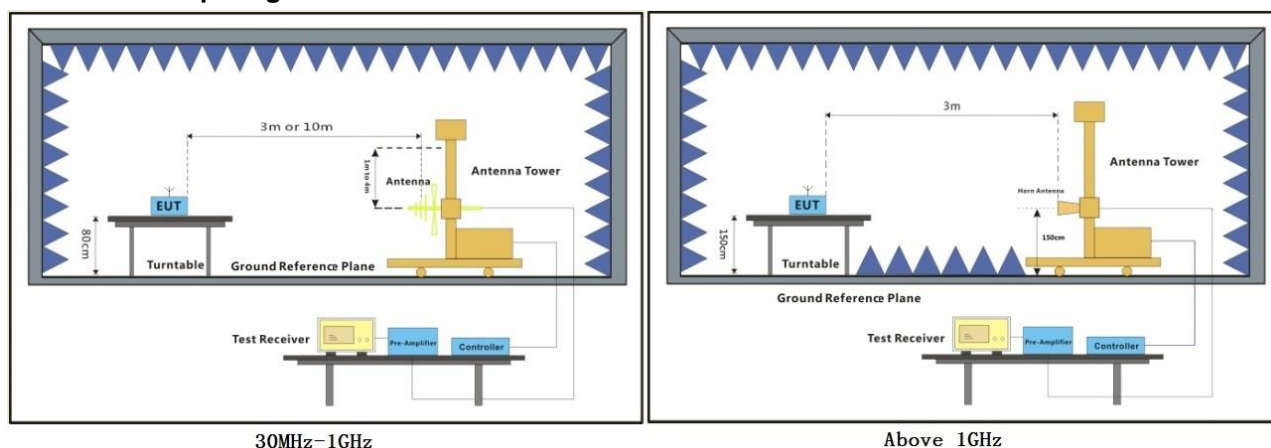 3m or 10m
1m to 4m
Antenna
Antenna Tower
EUT
80cm
Turntable
Ground Reference Plane
Test Receiver
Pre-Amplifier
Controller
30MHz-1GHz
3m
Antenna Tower
Horn Antenna
EUT
150cm
150cm
Turntable
Ground Reference Plane
Test Receiver
Pre-Amplifier
Controller
Above 1GHz